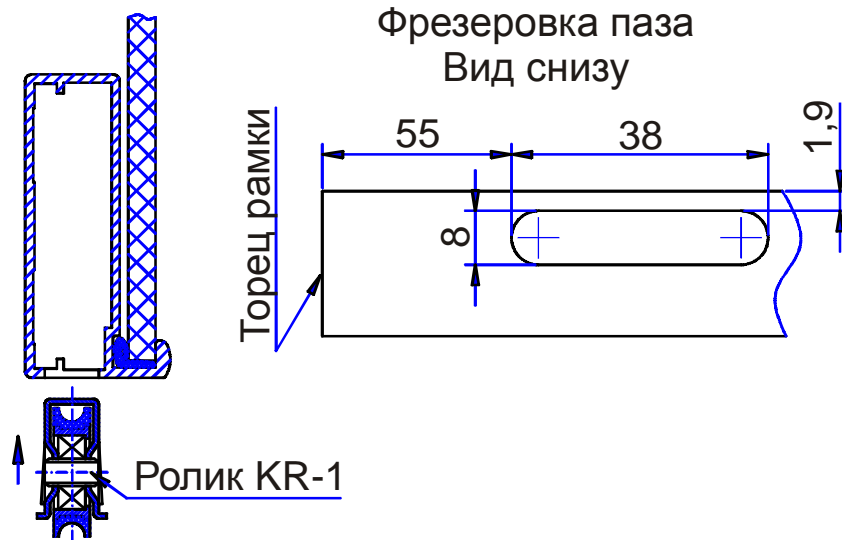 Фрезеровка паза
Вид снизу
55
38
1,9
8
Торец рамки
Ролик KR-1